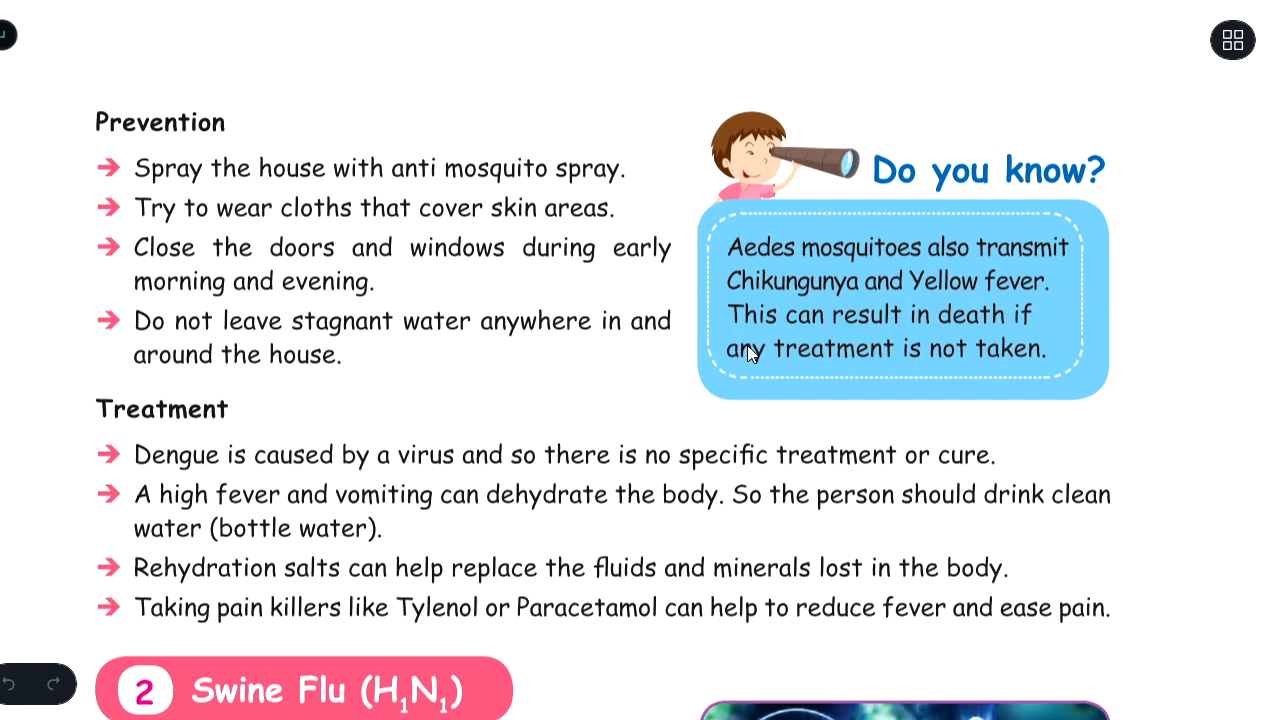 Prevention
➔ Spray the house with anti mosquito spray.
➔ Try to wear cloths that cover skin areas.
➔ Close the doors and windows during early
morning and evening.
➔ Do not leave stagnant water anywhere in and
around the house.
Do you know?
Aedes mosquitoes also transmit
Chikungunya and Yellow fever.
This can result in death if
any treatment is not taken.
Treatment
➔ Dengue is caused by a virus and so there is no specific treatment or cure.
➔ A high fever and vomiting can dehydrate the body. So the person should drink clean
water (bottle water).
➔ Rehydration salts can help replace the fluids and minerals lost in the body.
➔ Taking pain killers like Tylenol or Paracetamol can help to reduce fever and ease pain.
2 Swine Flu (H₁N₁)